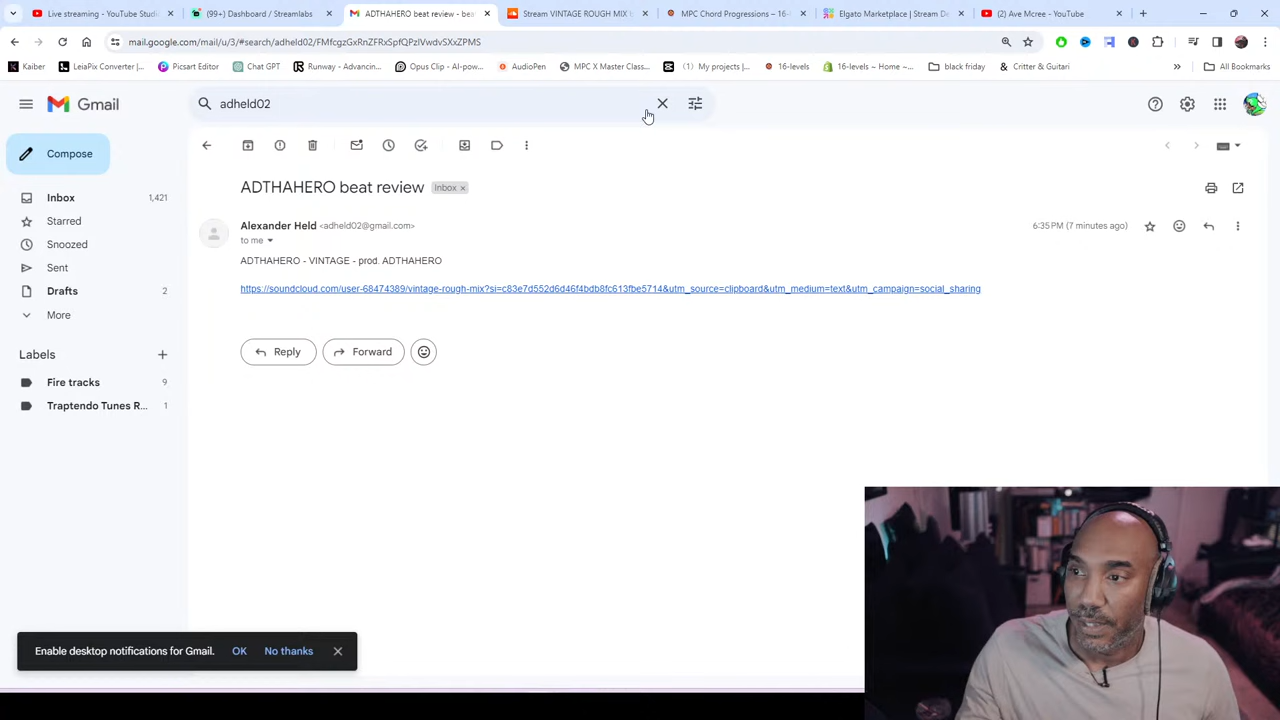 Live streaming - YouTube Studio
(99+) Dashboard / Streamlabs
ADTHAHERO beat review - bea
Stream VINTAGE ROUGH MIX b
MPC Chord Progressions – 16-l
Elgato Marketplace | Stream De
(2) Ave Mcree - YouTube
mail.google.com/mail/u/3/#search/adheld02/FMfcgzGxRnZFRxSpfQPzlVwdvSXxZPMS
Kaiber
LeiaPix Converter |...
Picsart Editor
Chat GPT
Runway - Advancing...
Opus Clip - AI-pow...
AudioPen
MPC X Master Class...
(1) My projects |...
16-levels
16-levels ~ Custom...
black friday
Critter & Guitari
All Bookmarks
Gmail
adheld02
Compose
ADTHAHERO beat review
Inbox
Inbox 1,421
Starred
Snoozed
Sent
Drafts 2
More
Alexander Held <adheld02@gmail.com>
6:35 PM (7 minutes ago)
to me
ADTHAHERO - VINTAGE - prod. ADTHAHERO
https://soundcloud.com/user-68474389/vintage-rough-mix?si=c83e7d552d6d46f4bdb8fc613fbe5714&utm_source=clipboard&utm_medium=text&utm_campaign=social_sharing
Reply
Forward
Labels
Fire tracks 9
Traptendo Tunes R... 1
Enable desktop notifications for Gmail. OK No thanks